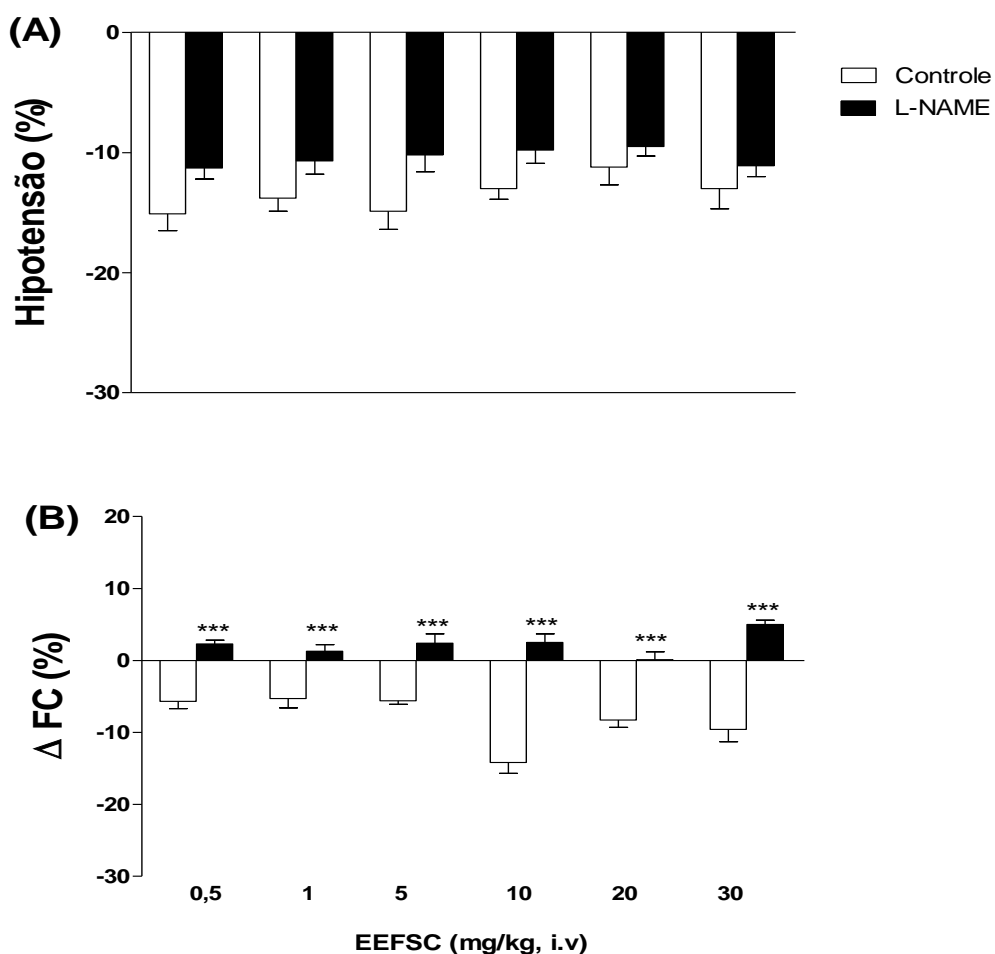 (A)
Hipotensão (%)
0
-10
-20
-30
Controle
L-NAME
(B)
Δ FC (%)
20
10
0
-10
-20
-30
*** *** *** *** *** ***
0,5 1 5 10 20 30
EEFSC (mg/kg, i.v)